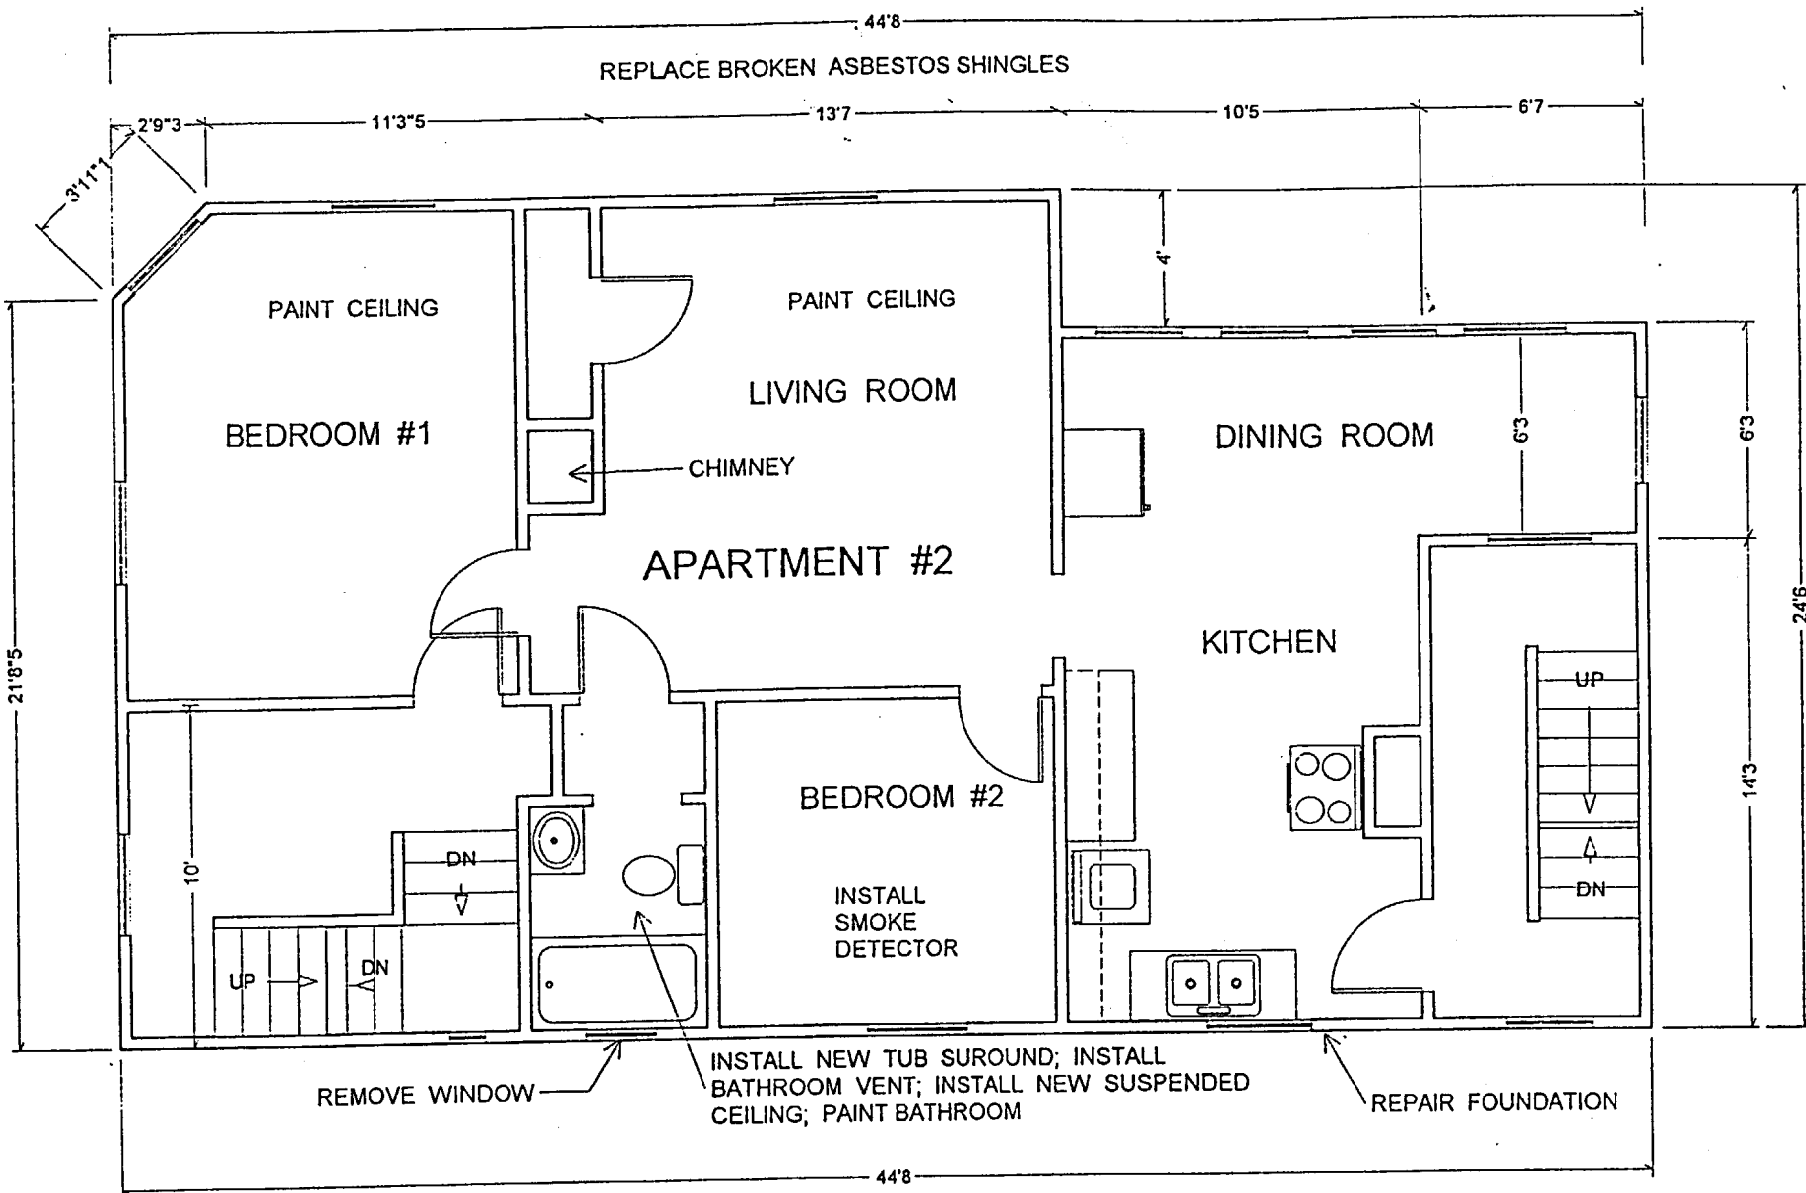 44'8
REPLACE BROKEN ASBESTOS SHINGLES
2'9"3
11'3"5
13'7
10'5
6'7
3'11"1
4'
PAINT CEILING
PAINT CEILING
LIVING ROOM
BEDROOM #1
DINING ROOM
6'3
6'3
CHIMNEY
APARTMENT #2
24'6
KITCHEN
21'8"5
UP
14'3
BEDROOM #2
10'
DN
DN
INSTALL
SMOKE
DETECTOR
UP
DN
INSTALL NEW TUB SUROUND; INSTALL
BATHROOM VENT; INSTALL NEW SUSPENDED
CEILING; PAINT BATHROOM
REMOVE WINDOW
REPAIR FOUNDATION
44'8